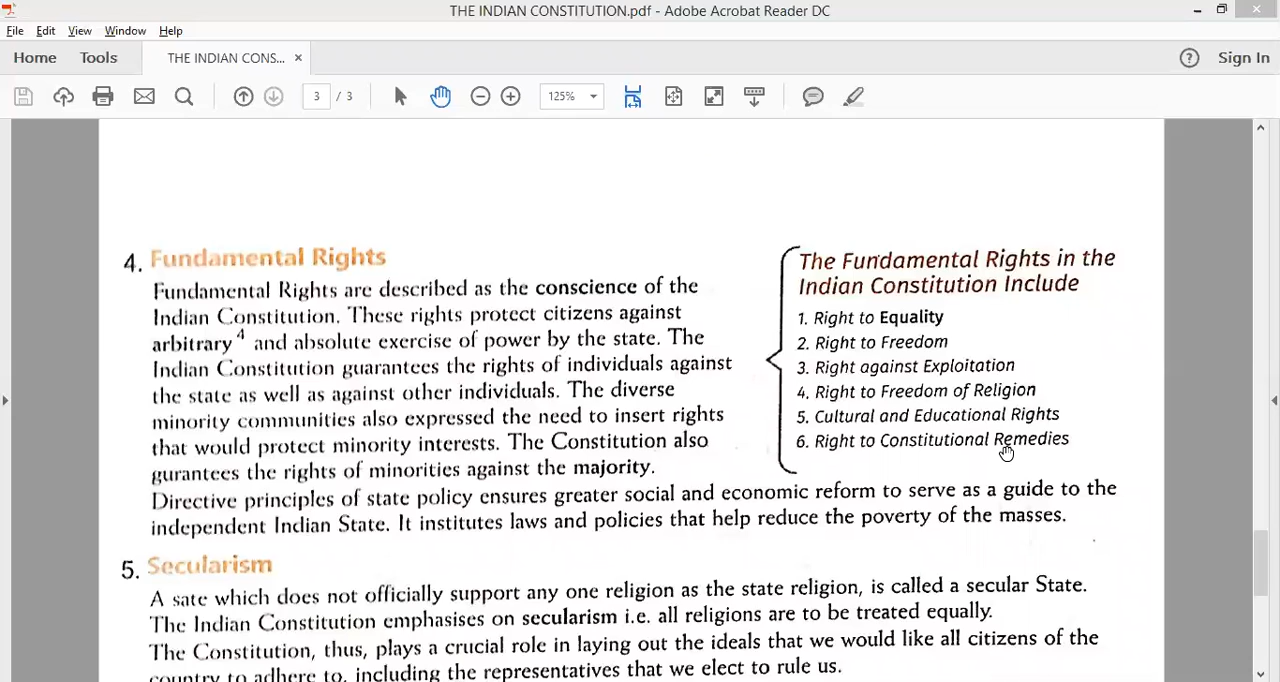 THE INDIAN CONSTITUTION.pdf - Adobe Acrobat Reader DC
File Edit View Window Help
Home Tools THE INDIAN CONS... × Sign In
3 / 3 125%
4. Fundamental Rights
Fundamental Rights are described as the conscience of the
Indian Constitution. These rights protect citizens against
arbitrary4 and absolute exercise of power by the state. The
Indian Constitution guarantees the rights of individuals against
the state as well as against other individuals. The diverse
minority communities also expressed the need to insert rights
that would protect minority interests. The Constitution also
gurantees the rights of minorities against the majority.
The Fundamental Rights in the
Indian Constitution Include
1. Right to Equality
2. Right to Freedom
3. Right against Exploitation
4. Right to Freedom of Religion
5. Cultural and Educational Rights
6. Right to Constitutional Remedies
Directive principles of state policy ensures greater social and economic reform to serve as a guide to the
independent Indian State. It institutes laws and policies that help reduce the poverty of the masses.
5. Secularism
A sate which does not officially support any one religion as the state religion, is called a secular State.
The Indian Constitution emphasises on secularism i.e. all religions are to be treated equally.
The Constitution, thus, plays a crucial role in laying out the ideals that we would like all citizens of the
country to adhere to, including the representatives that we elect to rule us.